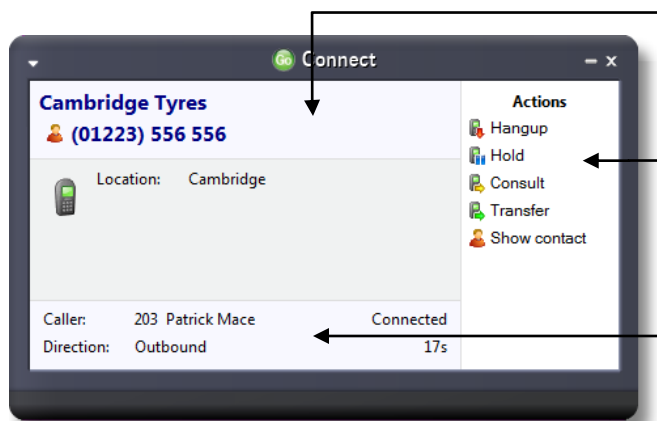 Go Connect
Cambridge Tyres
(01223) 556 556
Location: Cambridge
Caller: 203 Patrick Mace Connected
Direction: Outbound 17s
Actions
Hangup
Hold
Consult
Transfer
Show contact